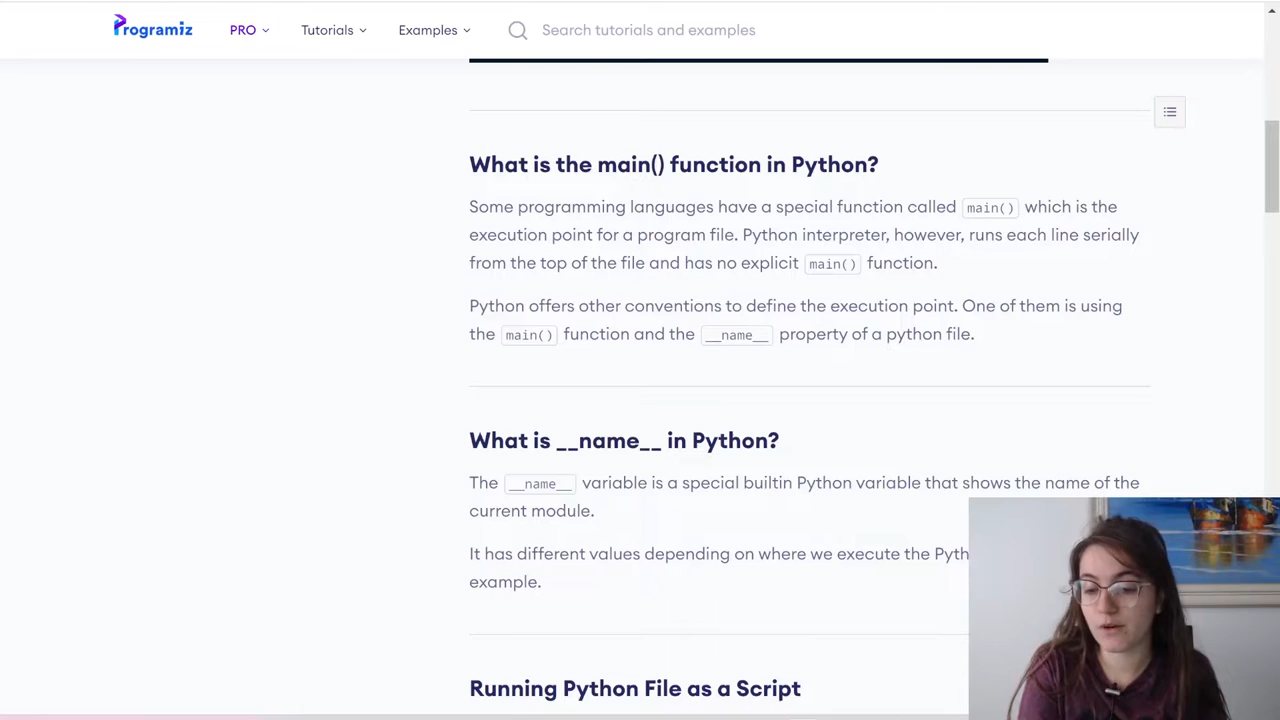 Programiz
PRO
Tutorials
Examples
Search tutorials and examples
What is the main() function in Python?
Some programming languages have a special function called main() which is the
execution point for a program file. Python interpreter, however, runs each line serially
from the top of the file and has no explicit main() function.
Python offers other conventions to define the execution point. One of them is using
the main() function and the __name__ property of a python file.
What is __name__ in Python?
The __name__ variable is a special builtin Python variable that shows the name of the
current module.
It has different values depending on where we execute the
example.
Running Python File as a Script